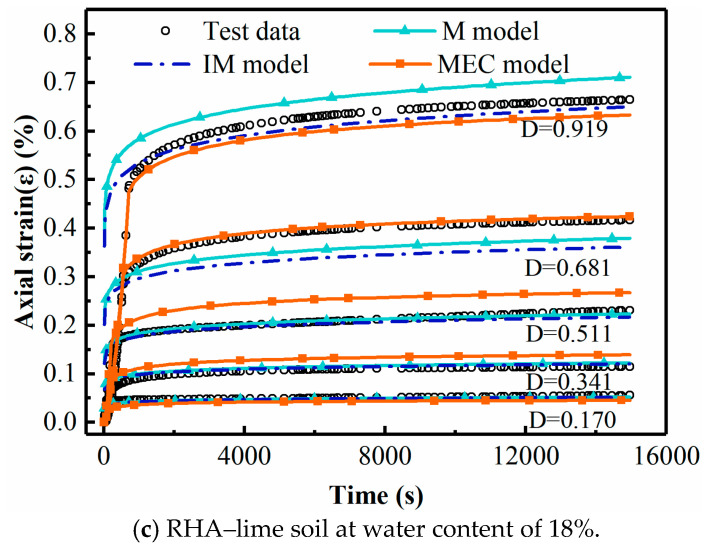 Test data M model
IM model MEC model
Axial strain(ε) (%)
0.8
0.7
0.6
0.5
0.4
0.3
0.2
0.1
0.0
D=0.919
D=0.681
D=0.511
D=0.341
D=0.170
0 4000 8000 12000 16000
Time (s)
(c) RHA–lime soil at water content of 18%.